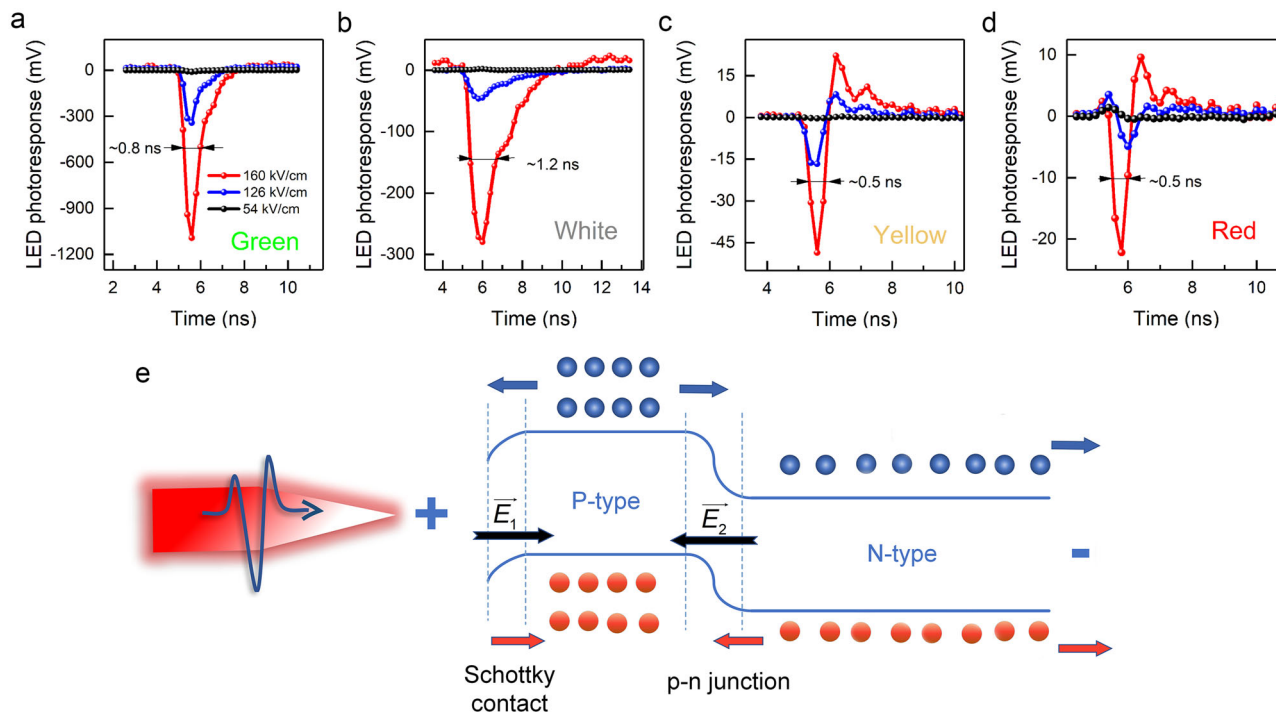 a
LED photoresponse (mV)
0
-300
-600
-900
-1200
~0.8 ns
160 kV/cm
126 kV/cm
54 kV/cm
Green
2 4 6 8 10
Time (ns)
b
LED photoresponse (mV)
0
-100
-200
-300
~1.2 ns
White
4 6 8 10 12 14
Time (ns)
c
LED photoresponse (mV)
15
0
-15
-30
-45
~0.5 ns
Yellow
4 6 8 10
Time (ns)
d
LED photoresponse (mV)
10
0
-10
-20
~0.5 ns
Red
6 8 10
Time (ns)
e
+
E1
P-type
E2
N-type
-
Schottky
contact
p-n junction